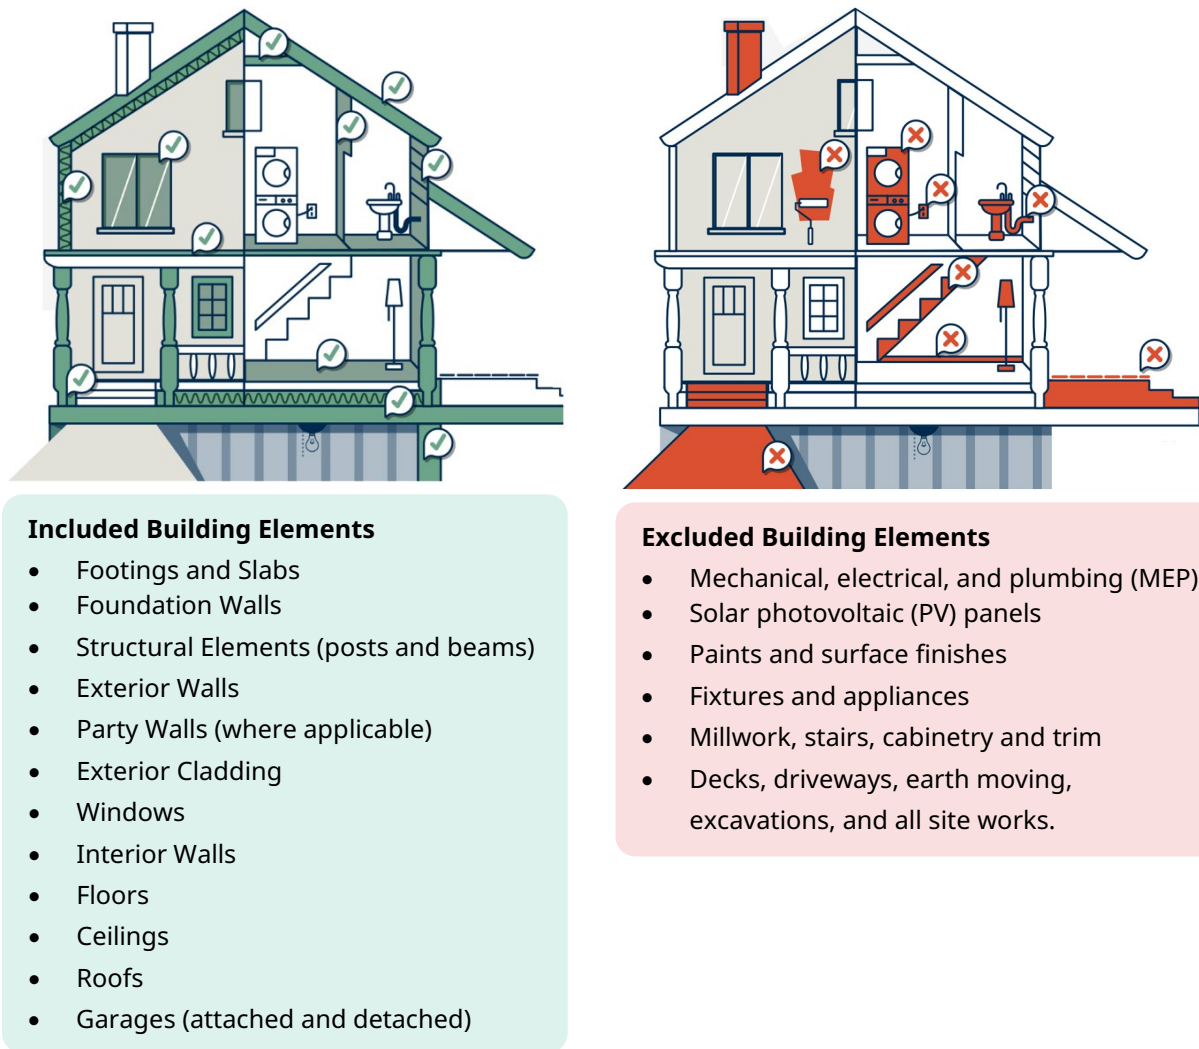 Included Building Elements
• Footings and Slabs
• Foundation Walls
• Structural Elements (posts and beams)
• Exterior Walls
• Party Walls (where applicable)
• Exterior Cladding
• Windows
• Interior Walls
• Floors
• Ceilings
• Roofs
• Garages (attached and detached)
Excluded Building Elements
• Mechanical, electrical, and plumbing (MEP)
• Solar photovoltaic (PV) panels
• Paints and surface finishes
• Fixtures and appliances
• Millwork, stairs, cabinetry and trim
• Decks, driveways, earth moving,
excavations, and all site works.